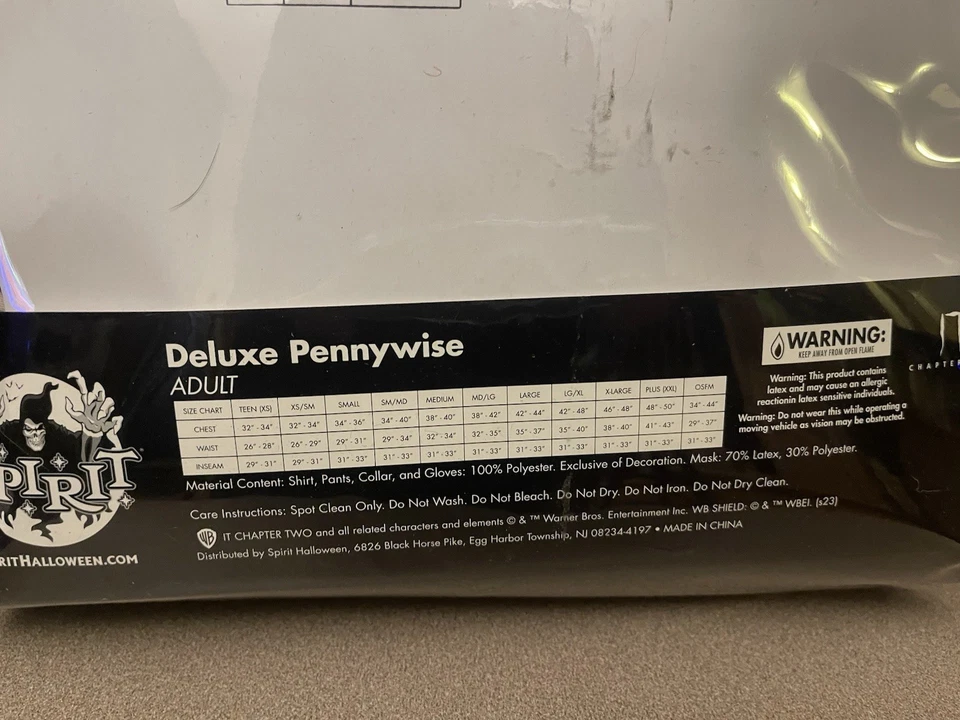 Deluxe Pennywise
ADULT
SIZE CHART TEEN (XS) XS/SM SMALL SM/MD MEDIUM MD/LG LARGE LG/XL X-LARGE PLUS (XXL) OSFM
CHEST 32" - 34" 32" - 34" 34" - 36" 34" - 40" 38" - 40" 38" - 42" 42" - 44" 42" - 48" 46" - 48" 48" - 50" 34" - 44"
WAIST 26" - 28" 26" - 29" 29" - 31" 29" - 34" 32" - 34" 32" - 35" 35" - 37" 35" - 40" 38" - 40" 41" - 43" 29" - 37"
INSEAM 29" - 31" 29" - 31" 31" - 33" 31" - 33" 31" - 33" 31" - 33" 31" - 33" 31" - 33" 31" - 33" 31" - 33" 31" - 33"
Material Content: Shirt, Pants, Collar, and Gloves: 100% Polyester. Exclusive of Decoration. Mask: 70% Latex, 30% Polyester.
Care Instructions: Spot Clean Only. Do Not Wash. Do Not Bleach. Do Not Dry. Do Not Iron. Do Not Dry Clean.
WB IT CHAPTER TWO and all related characters and elements © & ™ Warner Bros. Entertainment Inc. WB SHIELD: © & ™ WBEI. (s23)
Distributed by Spirit Halloween, 6826 Black Horse Pike, Egg Harbor Township, NJ 08234-4197 • MADE IN CHINA
WARNING:
KEEP AWAY FROM OPEN FLAME
Warning: This product contains
latex and may cause an allergic
reactionin latex sensitive individuals.
Warning: Do not wear this while operating a
moving vehicle as vision may be obstructed.
PIRIT
RITHALLOWEEN.COM
CHAPTE